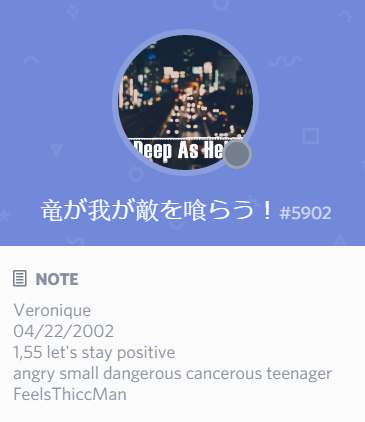 Deep As He
竜が我が敵を喰らう！#5902
NOTE
Veronique
04/22/2002
1,55 let's stay positive
angry small dangerous cancerous teenager
FeelsThiccMan